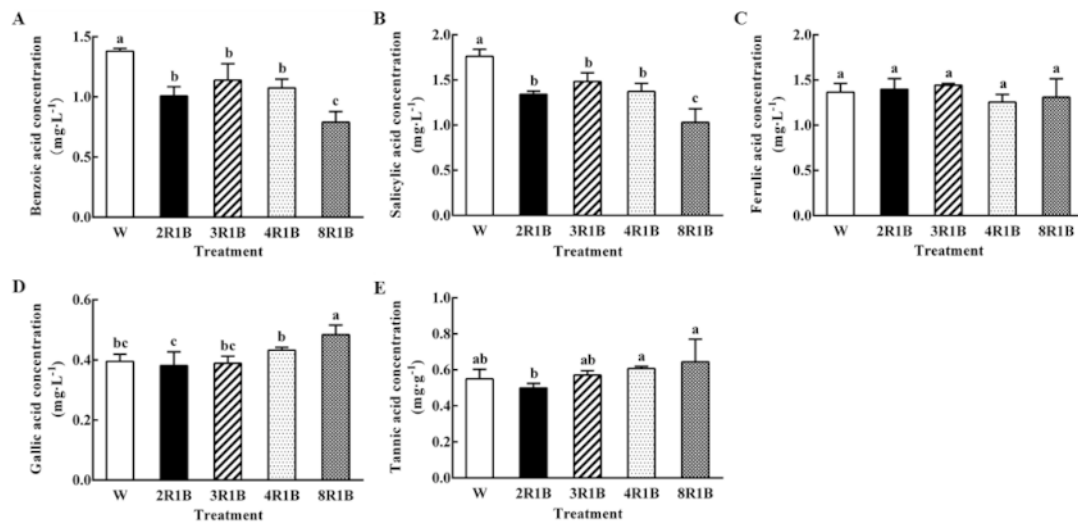 A
Benzoic acid concentration
(mg·L⁻¹)
1.5
1.0
0.5
0.0
a
b
b
b
c
W 2R1B 3R1B 4R1B 8R1B
Treatment
B
Salicylic acid concentration
(mg·L⁻¹)
2.0
1.5
1.0
0.5
0.0
a
b
b
b
c
W 2R1B 3R1B 4R1B 8R1B
Treatment
C
Ferulic acid concentration
(mg·L⁻¹)
2.0
1.5
1.0
0.5
0.0
a
a
a
a
a
W 2R1B 3R1B 4R1B 8R1B
Treatment
D
Gallic acid concentration
(mg·L⁻¹)
0.6
0.4
0.2
0.0
bc
c
bc
b
a
W 2R1B 3R1B 4R1B 8R1B
Treatment
E
Tannic acid concentration
(mg·g⁻¹)
1.0
0.8
0.6
0.4
0.2
0.0
ab
b
ab
a
a
W 2R1B 3R1B 4R1B 8R1B
Treatment